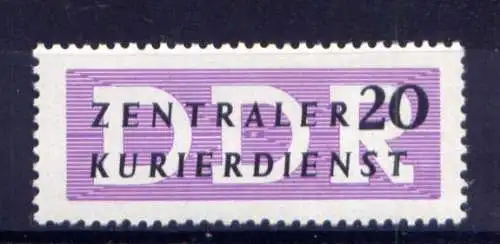 DDR
ZENTRALER 20
KURIERDIENST